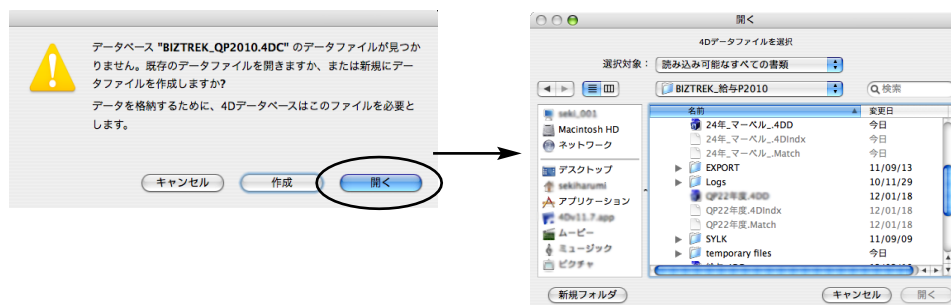 データベース "BIZTREK_QP2010.4DC" のデータファイルが見つか
りません。既存のデータファイルを開きますか、または新規にデー
タファイルを作成しますか?
データを格納するために、4Dデータベースはこのファイルを必要と
します。
キャンセル 作成 開く
開く
4Dデータファイルを選択
選択対象： 読み込み可能なすべての書類
BIZTREK_給与P2010 検索
名前 変更日
Macintosh HD
ネットワーク
デスクトップ
sekiharumi
アプリケーション
4Dv11.7.app
ムービー
ミュージック
ピクチャ
24年_マーベル_.4DD 今日
24年_マーベル_.4DIndx 今日
24年_マーベル_.Match 今日
EXPORT 11/09/13
Logs 10/11/29
QP22年度.4DD 12/01/18
QP22年度.4DIndx 12/01/18
QP22年度.Match 12/01/18
SYLK 11/09/09
temporary files 今日
新規フォルダ キャンセル 開く